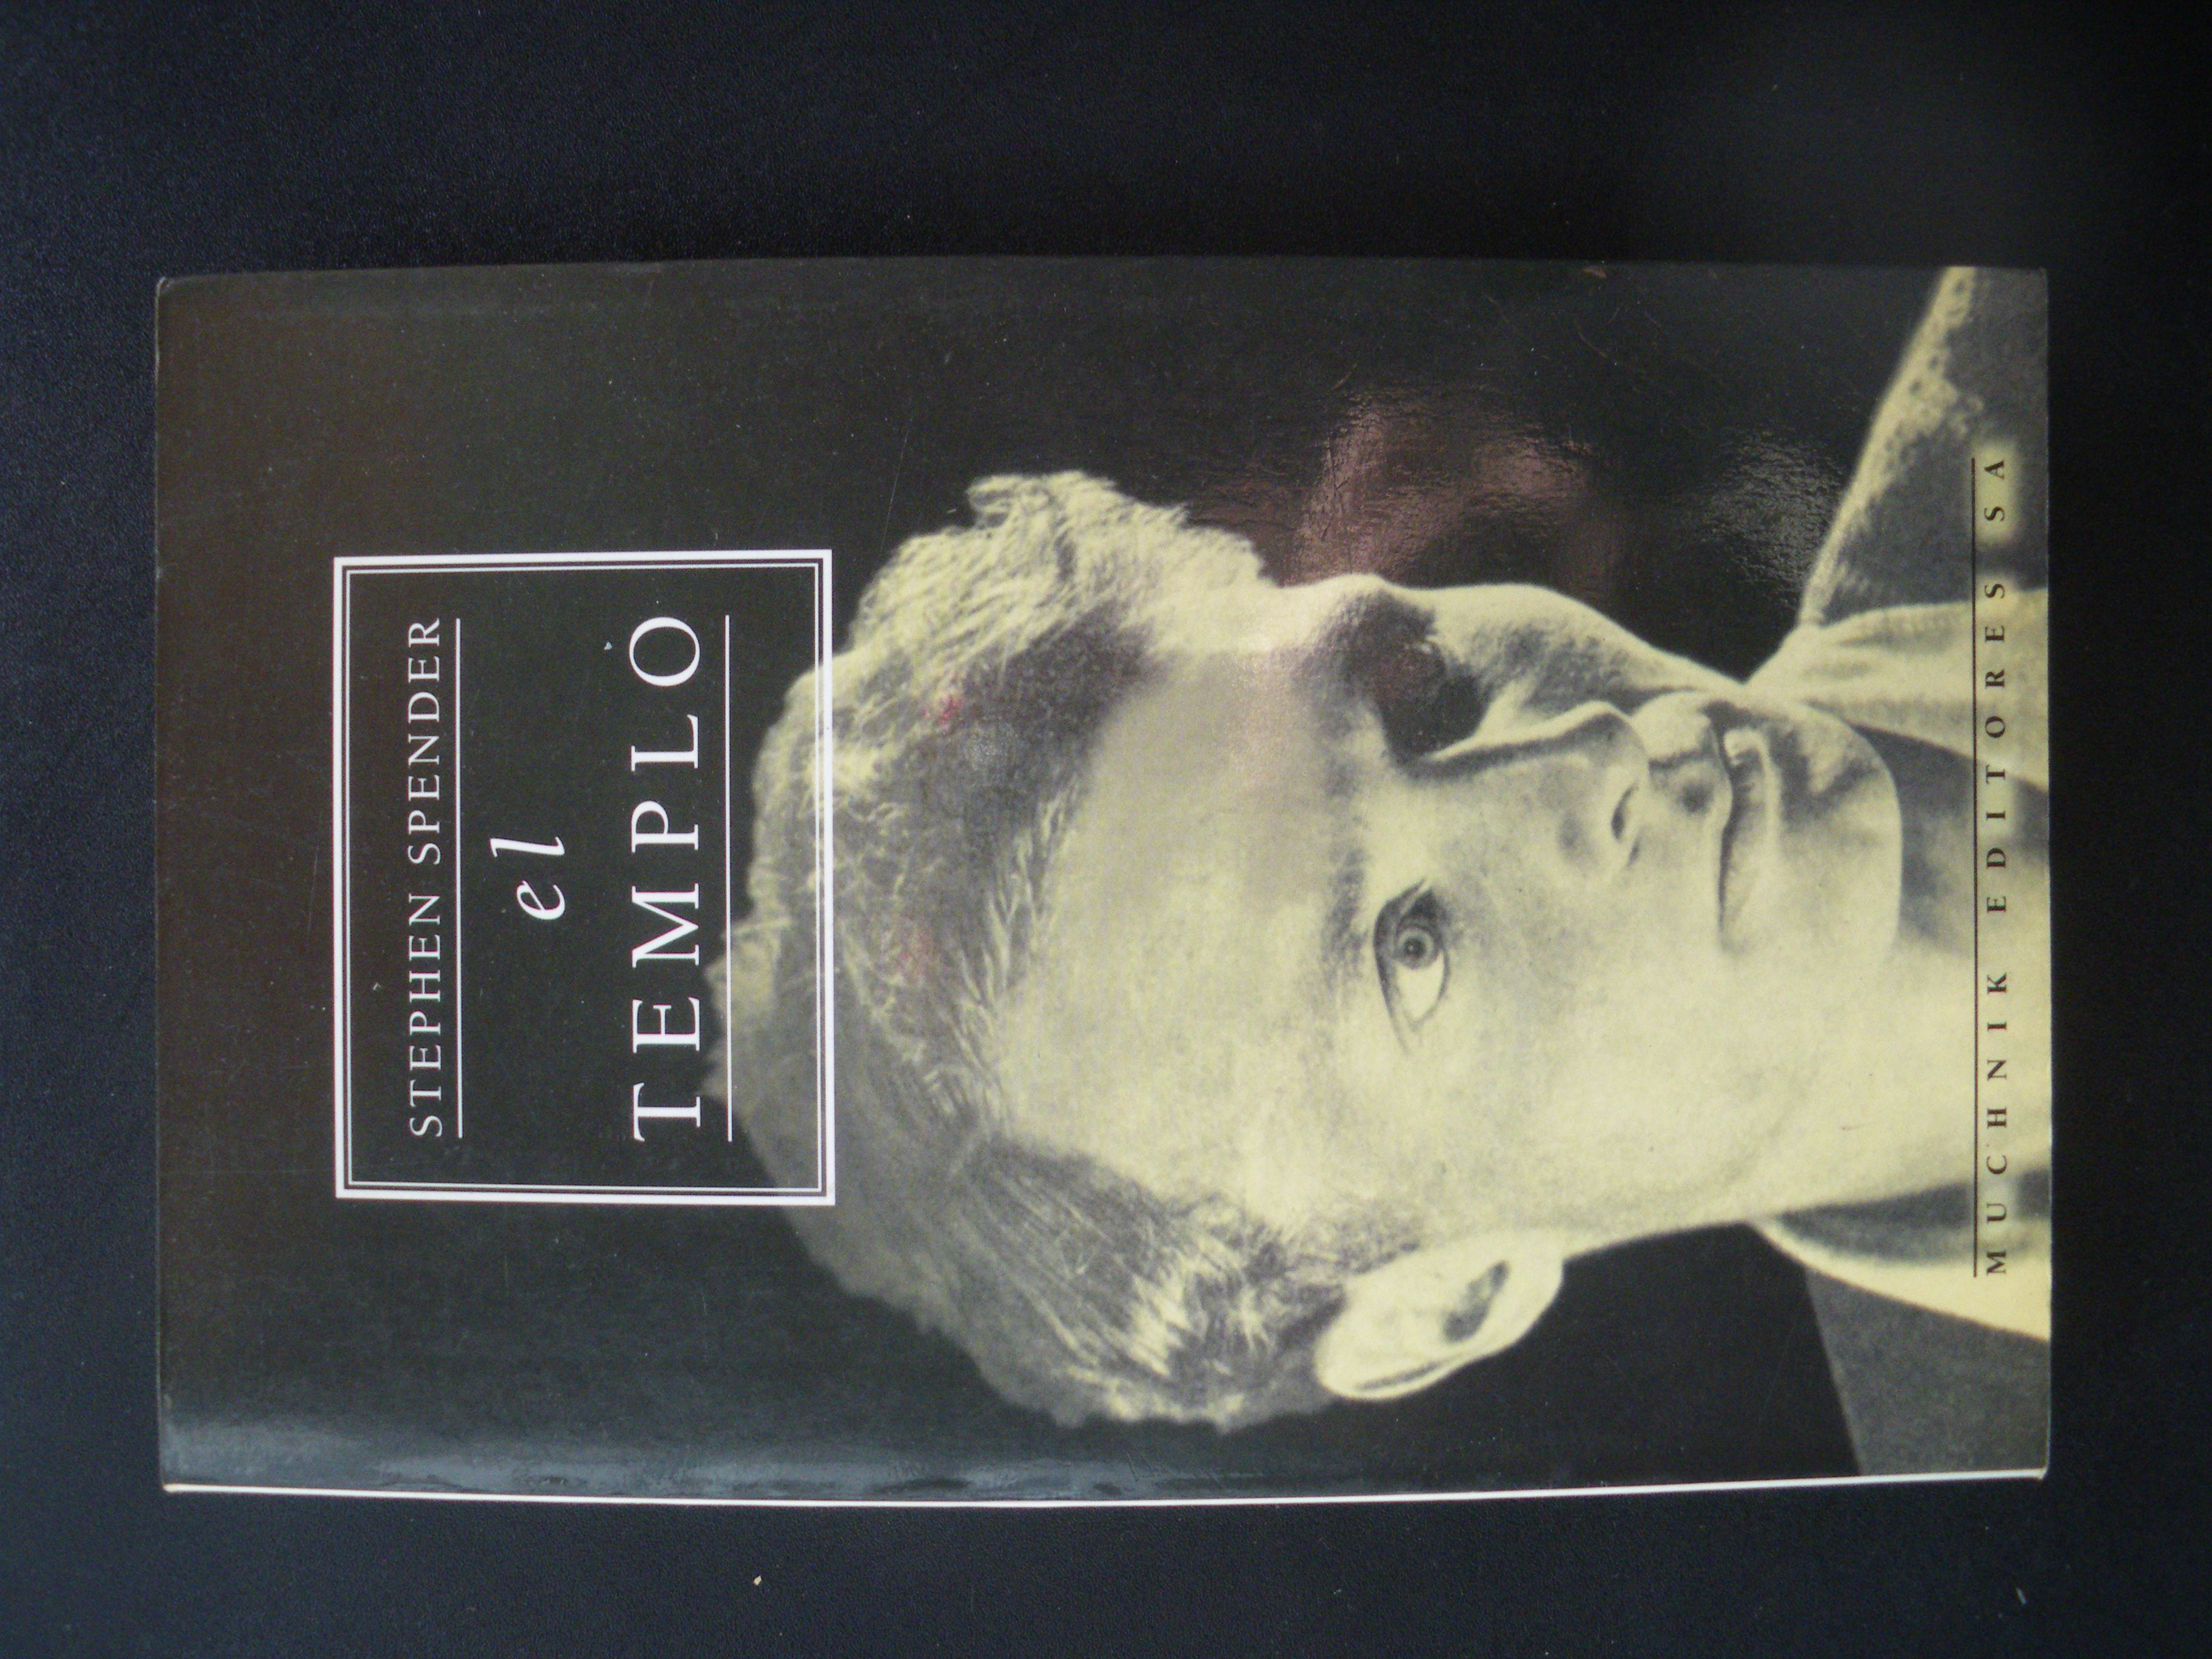 STEPHEN SPENDER
el
TEMPLO
MUCHNIK EDITORES SA